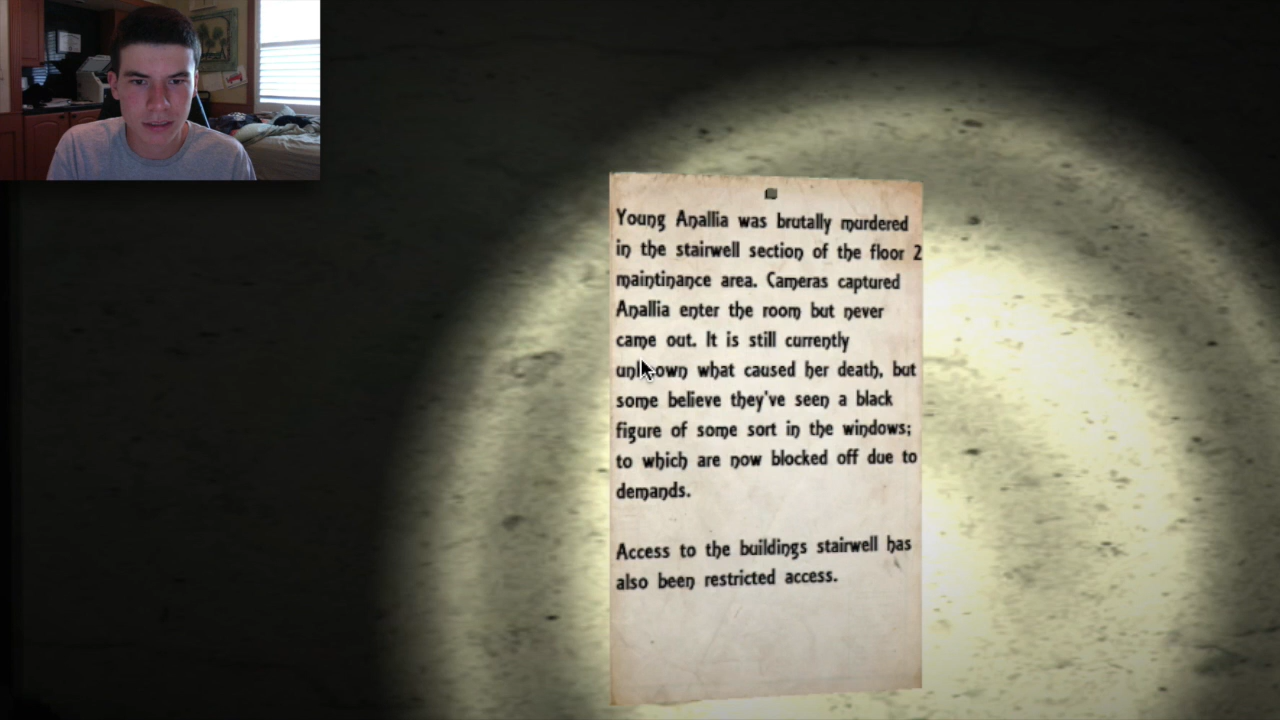 Young Anallia was brutally murdered
in the stairwell section of the floor 2
maintinance area. Cameras captured
Anallia enter the room but never
came out. It is still currently
unknown what caused her death, but
some believe they've seen a black
figure of some sort in the windows;
to which are now blocked off due to
demands.
Access to the buildings stairwell has
also been restricted access.